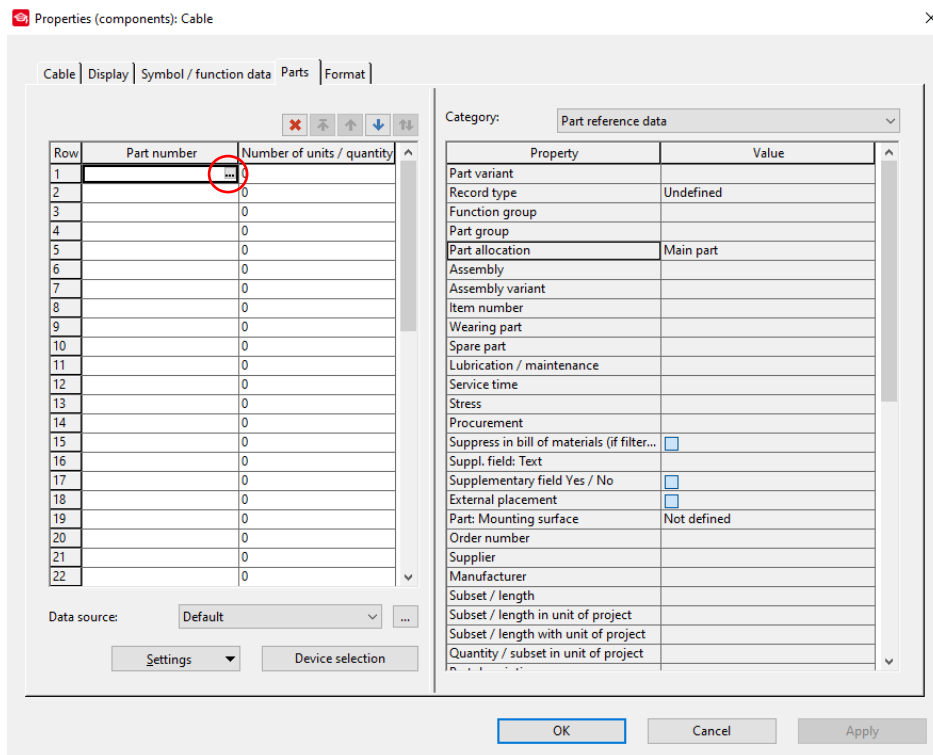 Properties (components): Cable
Cable Display Symbol / function data Parts Format
Category: Part reference data
Row Part number Number of units / quantity
1 ... 0
2 0
3 0
4 0
5 0
6 0
7 0
8 0
9 0
10 0
11 0
12 0
13 0
14 0
15 0
16 0
17 0
18 0
19 0
20 0
21 0
22 0
Data source: Default ...
Settings Device selection
Property Value
Part variant
Record type Undefined
Function group
Part group
Part allocation Main part
Assembly
Assembly variant
Item number
Wearing part
Spare part
Lubrication / maintenance
Service time
Stress
Procurement
Suppress in bill of materials (if filter...
Suppl. field: Text
Supplementary field Yes / No
External placement
Part: Mounting surface Not defined
Order number
Supplier
Manufacturer
Subset / length
Subset / length in unit of project
Subset / length with unit of project
Quantity / subset in unit of project
OK Cancel Apply